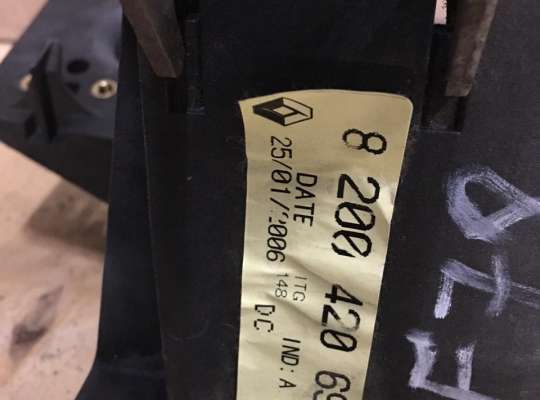 8 200 420 69
DATE ITG IND: A
25/01/2006 148 DC